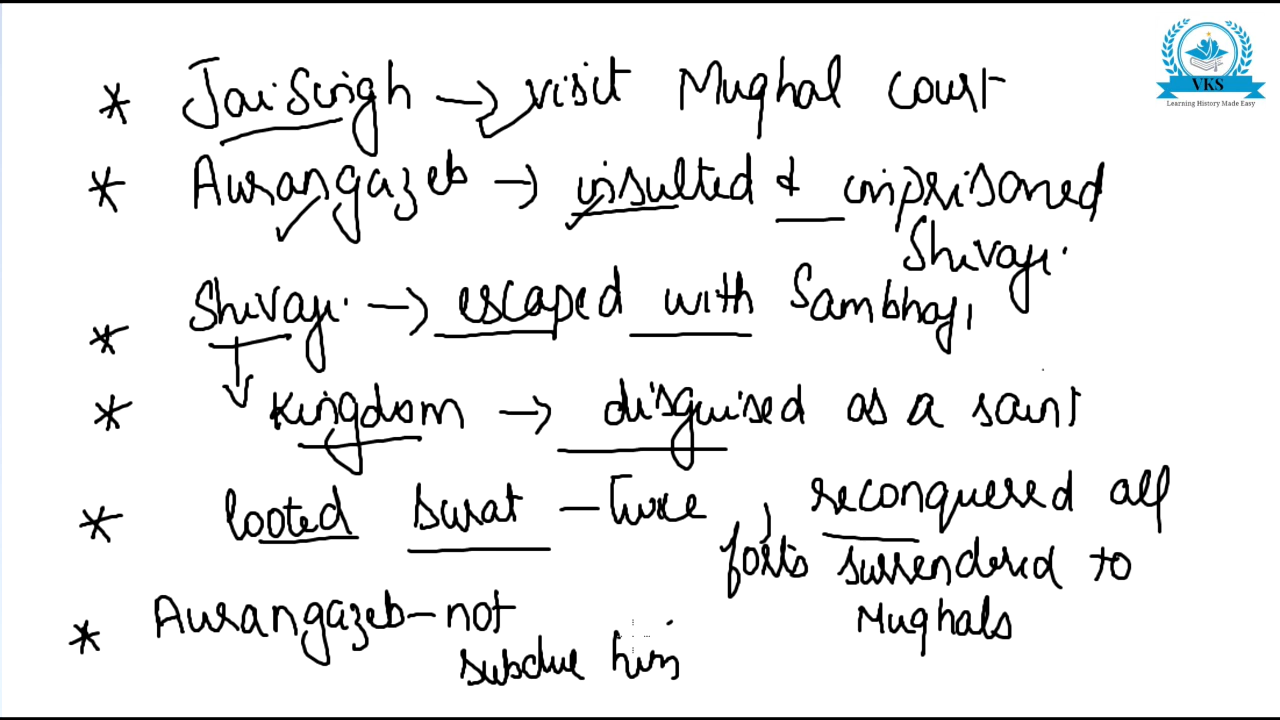 VKS
Learning History Made Easy
* Jai Singh → visit Mughal court
* Aurangazeb → insulted & imprisoned
Shivaji.
* Shivaji → escaped with Sambhaji
* ↓ Kingdom → disguised as a saint
* looted surat - Twice , reconquered all
forts surrendered to
Mughals
* Aurangazeb - not
subdue him